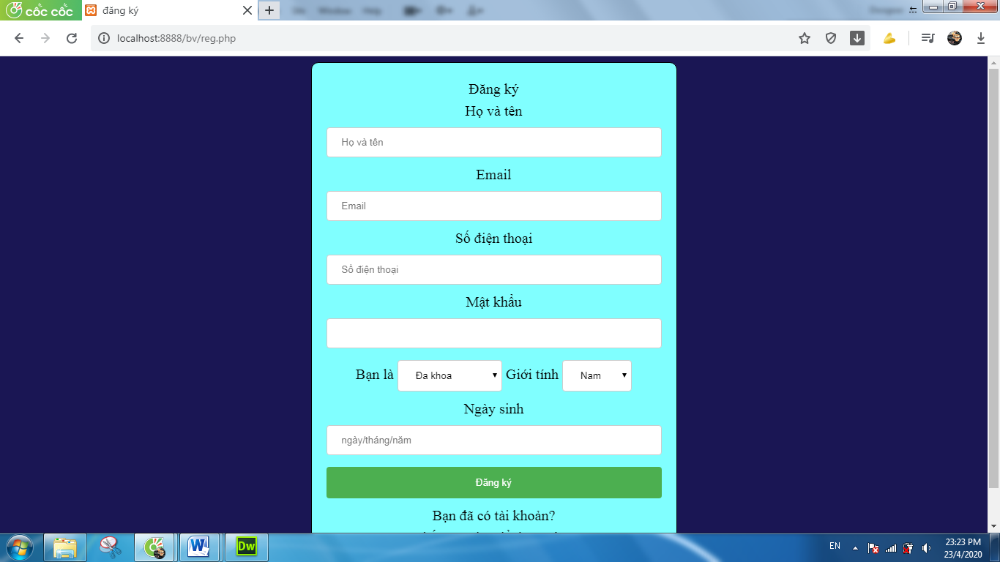 cốc cốc
đăng ký
Window Help
localhost:8888/bv/reg.php
Đăng ký
Họ và tên
Họ và tên
Email
Email
Số điện thoại
Số điện thoại
Mật khẩu
Bạn là Đa khoa Giới tính Nam
Ngày sinh
ngày/tháng/năm
Đăng ký
Bạn đã có tài khoản?
W
Dw
EN
23:23 PM
23/4/2020